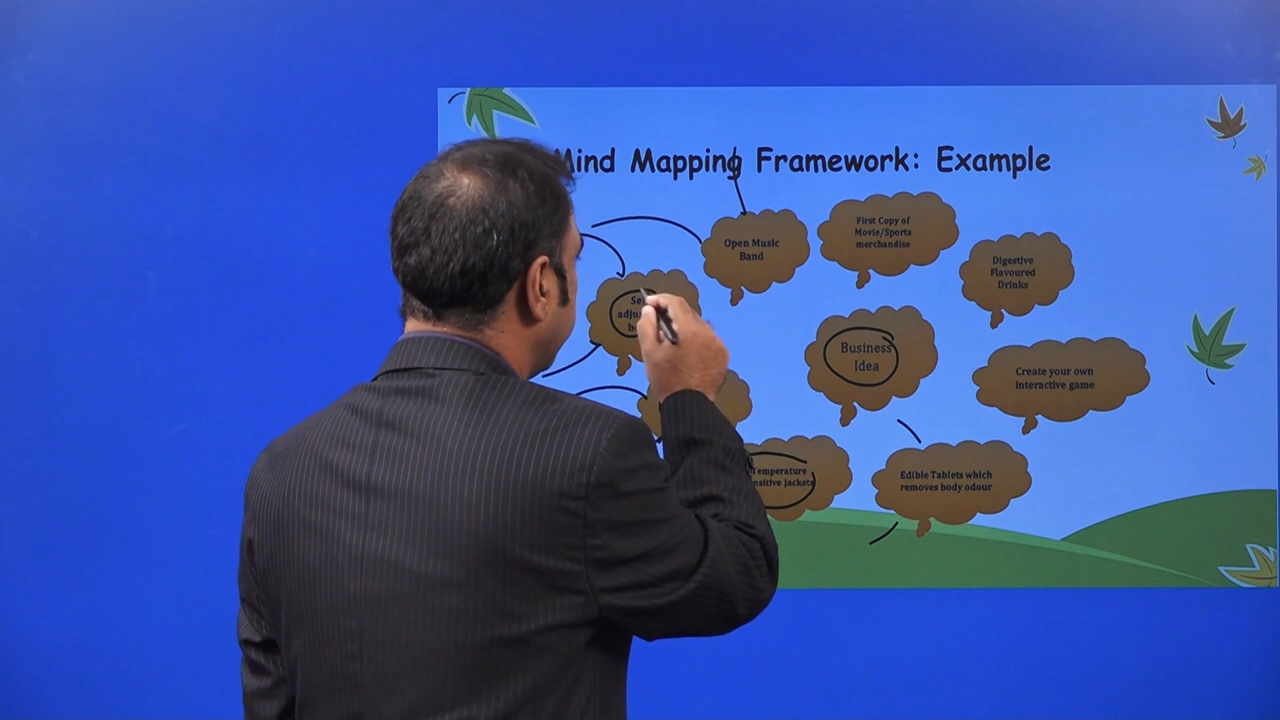 Mind Mapping Framework: Example
Open Music
Band
First Copy of
Movie/Sports
merchandise
Digestive
Flavoured
Drinks
Business
Idea
Create your own
interactive game
Temperature
jackets
Edible Tablets which
removes body odour